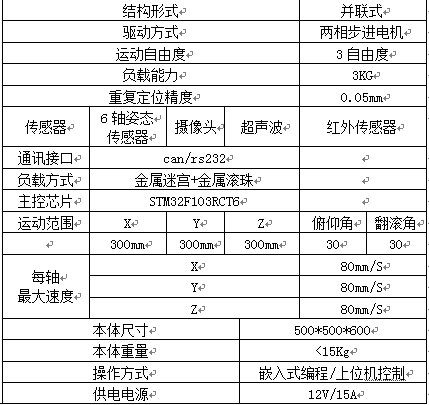 结构形式 并联式
驱动方式 两相步进电机
运动自由度 3自由度
负载能力 3KG
重复定位精度 0.05mm
传感器 6轴姿态传感器 摄像头 超声波 红外传感器
通讯接口 can/rs232
负载方式 金属迷宫+金属滚珠
主控芯片 STM32F103RCT6
运动范围 X Y Z 俯仰角 翻滚角
300mm 300mm 300mm 30 30
每轴最大速度 X 80mm/S
Y 80mm/S
Z 80mm/S
本体尺寸 500*500*600
本体重量 <15Kg
操作方式 嵌入式编程/上位机控制
供电电源 12V/15A